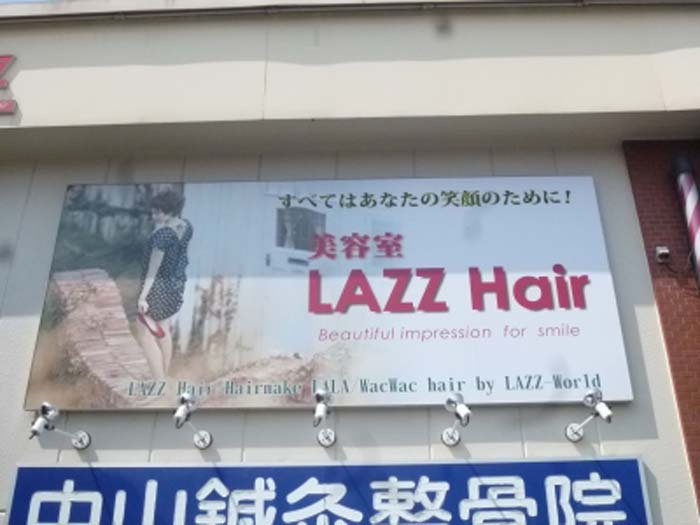 Z
すべてはあなたの笑顔のために!
美容室
LAZZ Hair
Beautiful impression for smile
LAZZ Hair Hairmake LALA WacWac hair by LAZZ-World
中山鍼灸整骨院